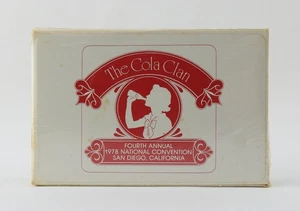 The Cola Clan
FOURTH ANNUAL
1978 NATIONAL CONVENTION
SAN DIEGO, CALIFORNIA